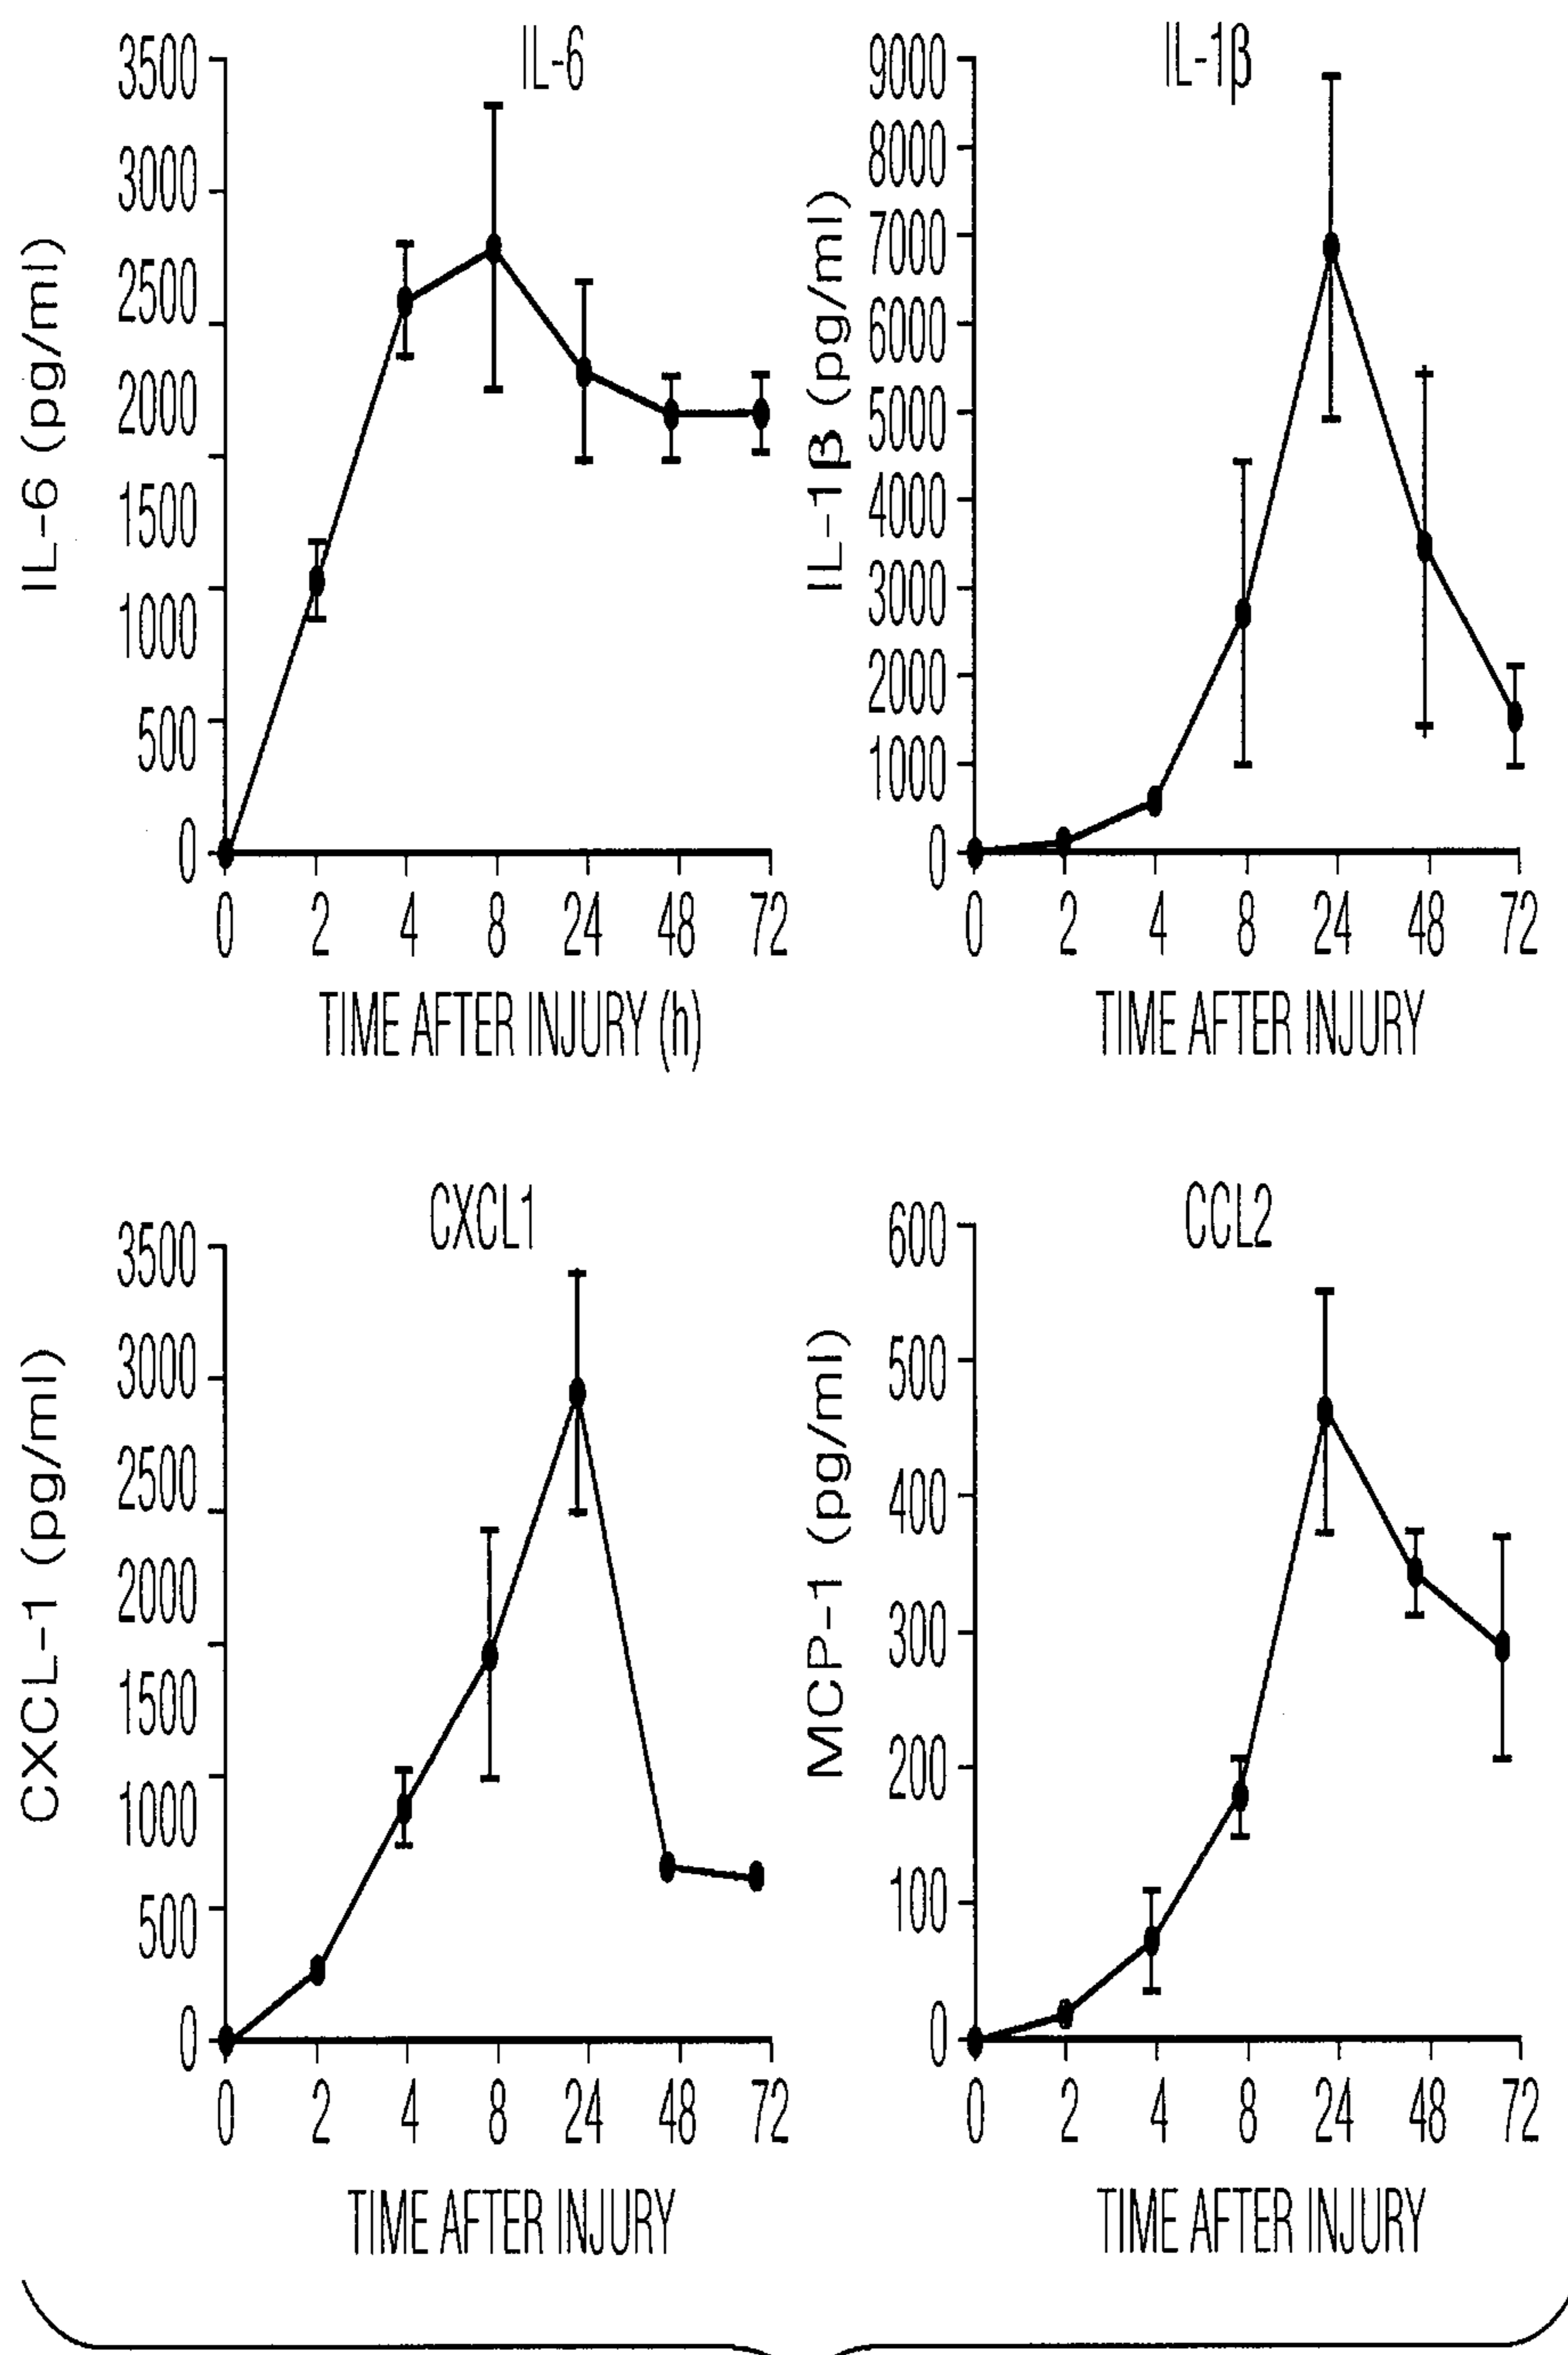 IL-6
IL-6 (pg/ml)
3500
3000
2500
2000
1500
1000
500
0
0 2 4 8 24 48 72
TIME AFTER INJURY (h)
IL-1β
IL-1β (pg/ml)
9000
8000
7000
6000
5000
4000
3000
2000
1000
0
0 2 4 8 24 48 72
TIME AFTER INJURY
CXCL1
CXCL-1 (pg/ml)
3500
3000
2500
2000
1500
1000
500
0
0 2 4 8 24 48 72
TIME AFTER INJURY
CCL2
MCP-1 (pg/ml)
600
500
400
300
200
100
0
0 2 4 8 24 48 72
TIME AFTER INJURY